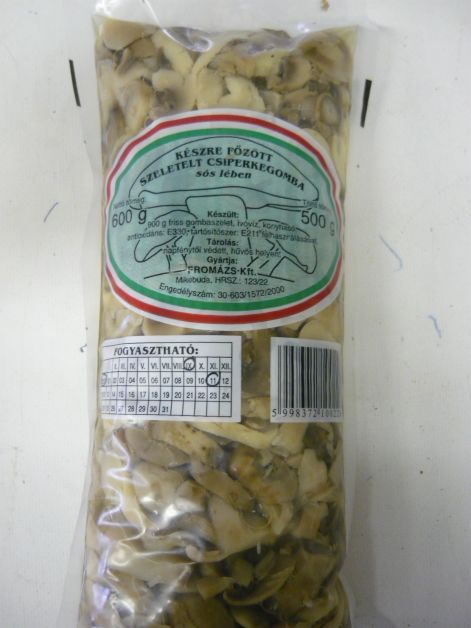 KÉSZRE FŐZÖTT
SZELETELT CSIPERKEGOMBA
sós lében
600 g
500 g
Készült:
900 g friss gombaszelet, ivóvíz, konyhasó,
antioxidáns: E330, tartósítószer: E211 felhasználásával.
Tárolás:
napfénytől védett, hűvös helyen!
Gyártja:
FROMÁZS Kft.
Mikebuda, HRSZ.: 123/22
Engedélyszám: 30-603/1572/2000
FOGYASZTHATÓ:
II. III. IV. V. VI. VII. VIII. IX. X. XI. XII.
02 03 04 05 06 07 08 09 10 11 12
14 15 16 17 18 19 20 21 22 23 24
26 27 28 29 30 31